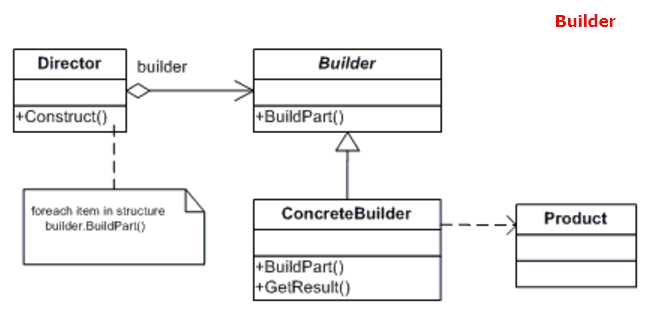 Builder
Director
builder
Builder
+Construct()
+BuildPart()
foreach item in structure
builder.BuildPart()
ConcreteBuilder
Product
+BuildPart()
+GetResult()